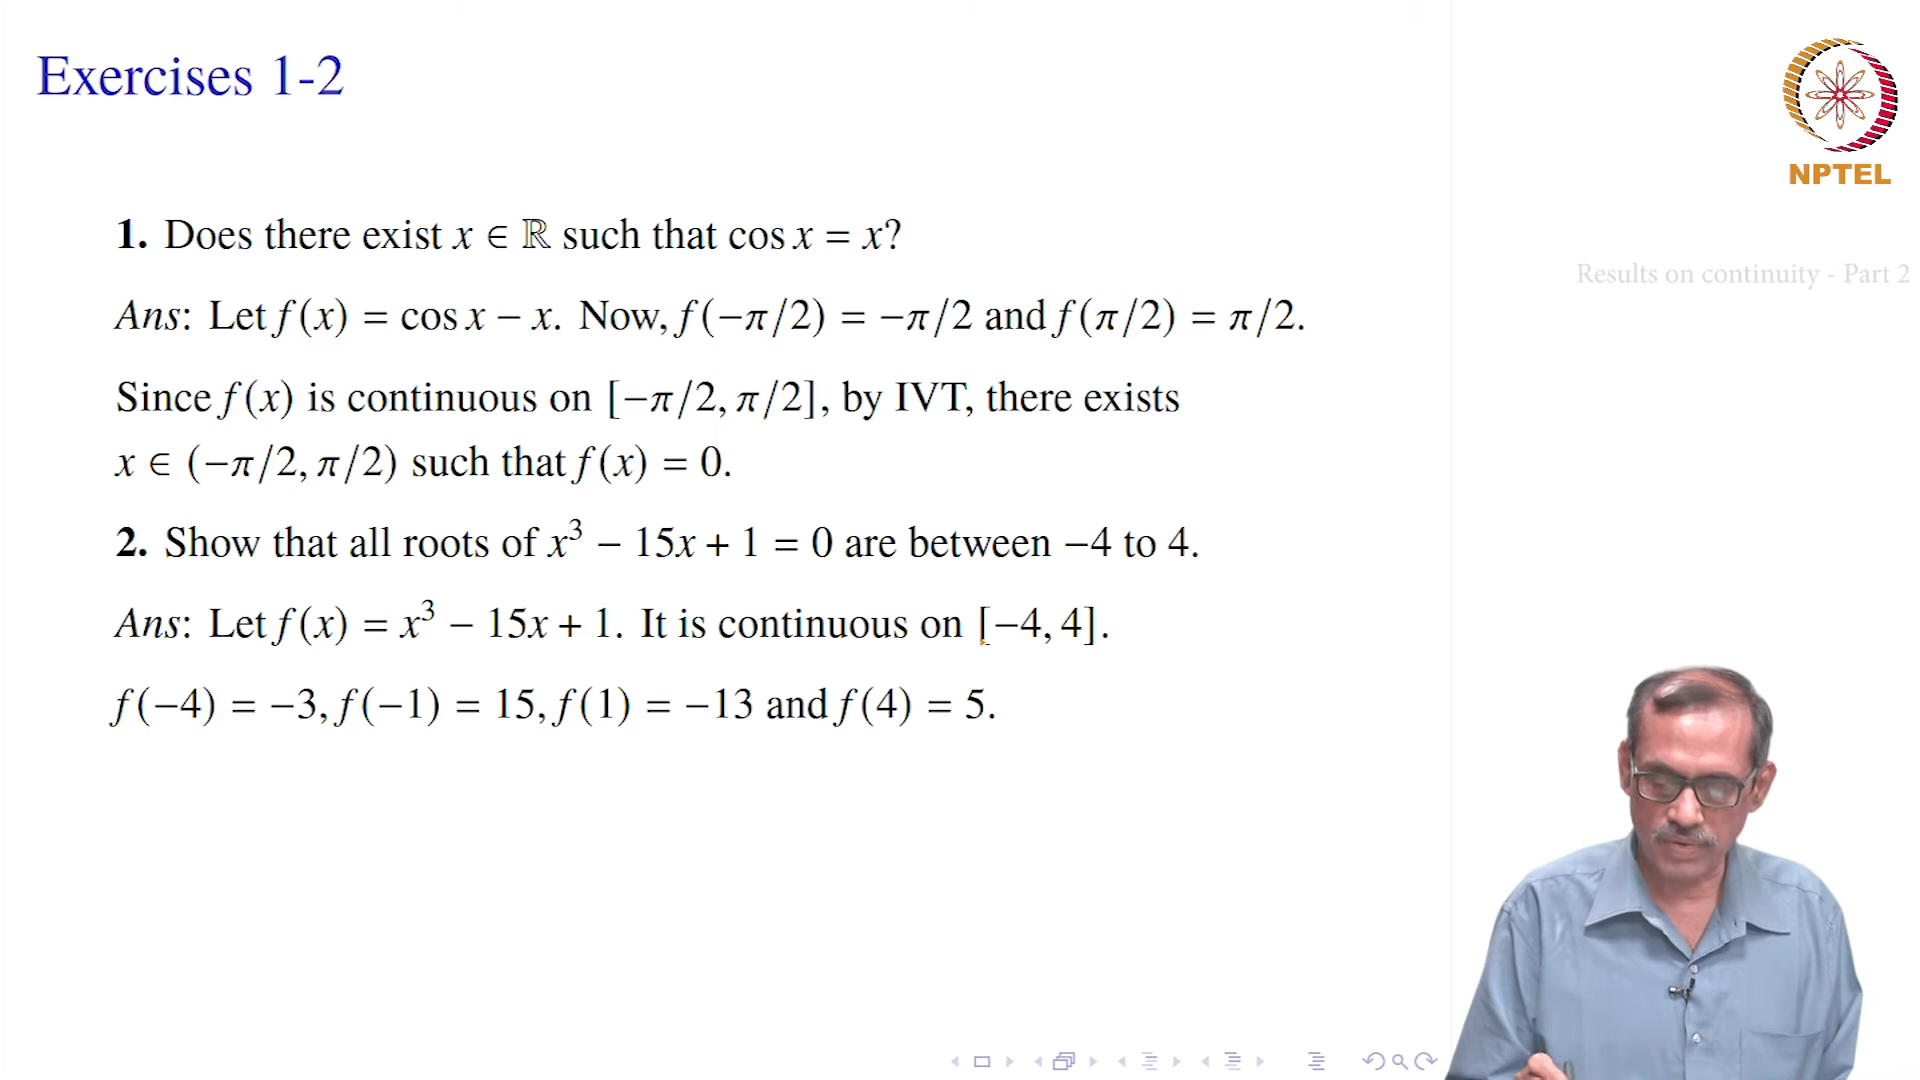 Exercises 1-2
NPTEL
Results on continuity - Part 2
1. Does there exist x ∈ ℝ such that cos x = x?
Ans: Let f(x) = cos x − x. Now, f(−π/2) = −π/2 and f(π/2) = π/2.
Since f(x) is continuous on [−π/2, π/2], by IVT, there exists
x ∈ (−π/2, π/2) such that f(x) = 0.
2. Show that all roots of x³ − 15x + 1 = 0 are between −4 to 4.
Ans: Let f(x) = x³ − 15x + 1. It is continuous on [−4, 4].
f(−4) = −3, f(−1) = 15, f(1) = −13 and f(4) = 5.